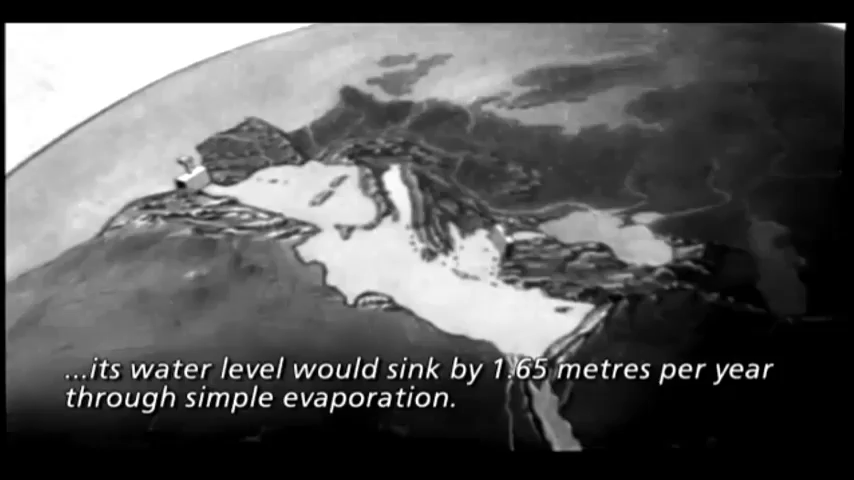 ...its water level would sink by 1.65 metres per year
through simple evaporation.